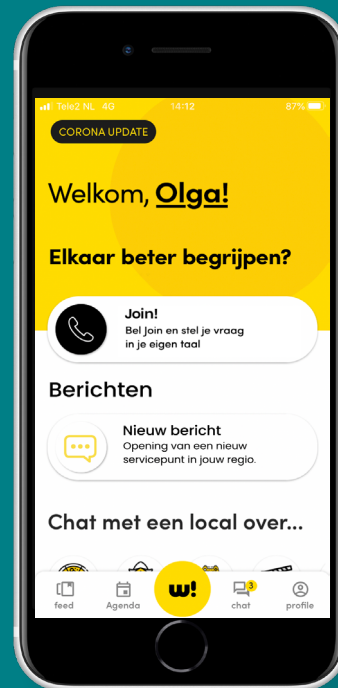 Tele2 NL 4G 14:12 87%
CORONA UPDATE
Welkom, Olga!
Elkaar beter begrijpen?
Join!
Bel Join en stel je vraag
in je eigen taal
Berichten
Nieuw bericht
Opening van een nieuw
servicepunt in jouw regio.
Chat met een local over...
w! 3
feed Agenda chat profile